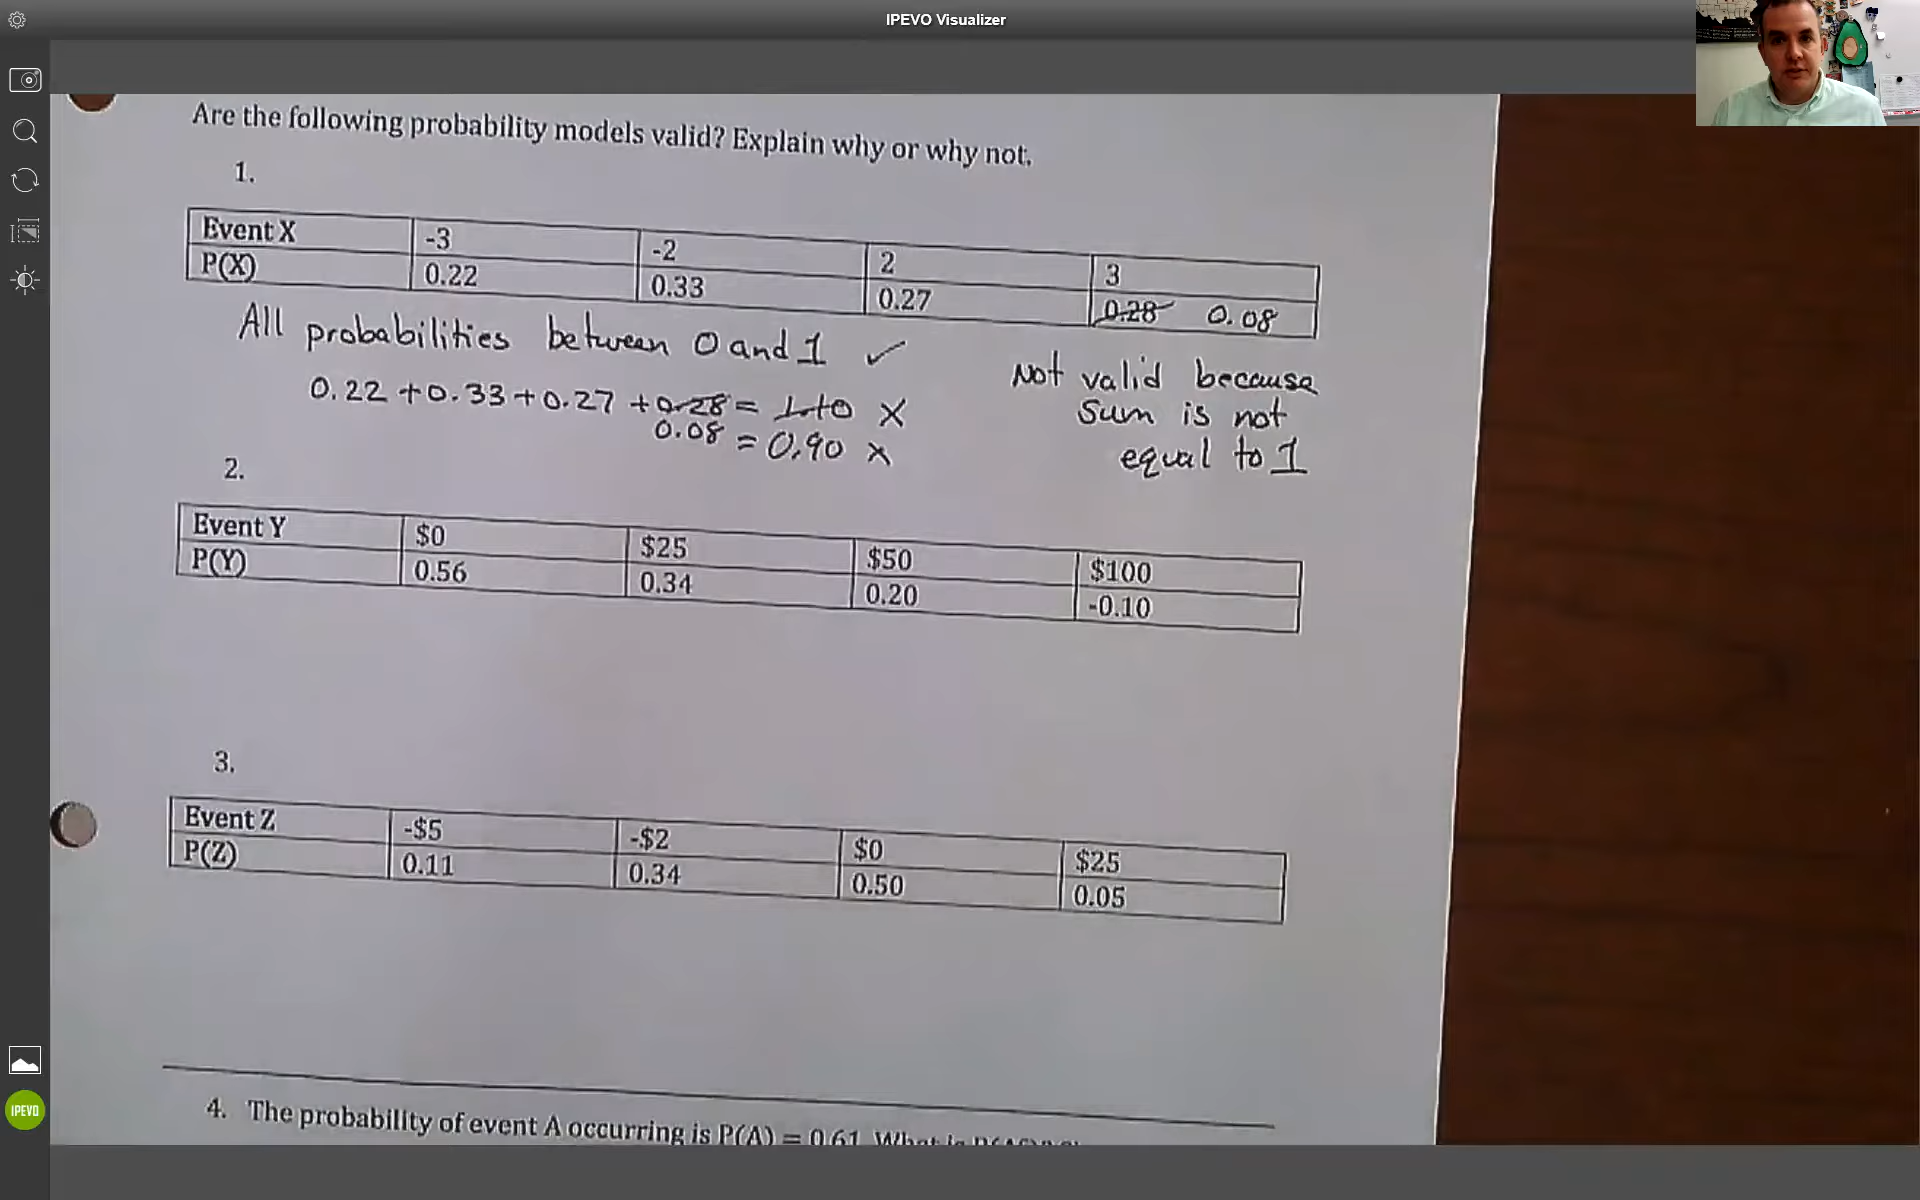 IPEVO Visualizer
Are the following probability models valid? Explain why or why not.
1.
Event X -3 -2 2 3
P(X) 0.22 0.33 0.27 0.28 0.08
All probabilities between 0 and 1 ✓
0.22 + 0.33 + 0.27 + 0.28 = 1.10 X
0.08 = 0.90 X
Not valid because
sum is not
equal to 1
2.
Event Y $0 $25 $50 $100
P(Y) 0.56 0.34 0.20 -0.10
3.
Event Z -$5 -$2 $0 $25
P(Z) 0.11 0.34 0.50 0.05
4. The probability of event A occurring is P(A) = 0.61. What is
IPEVO